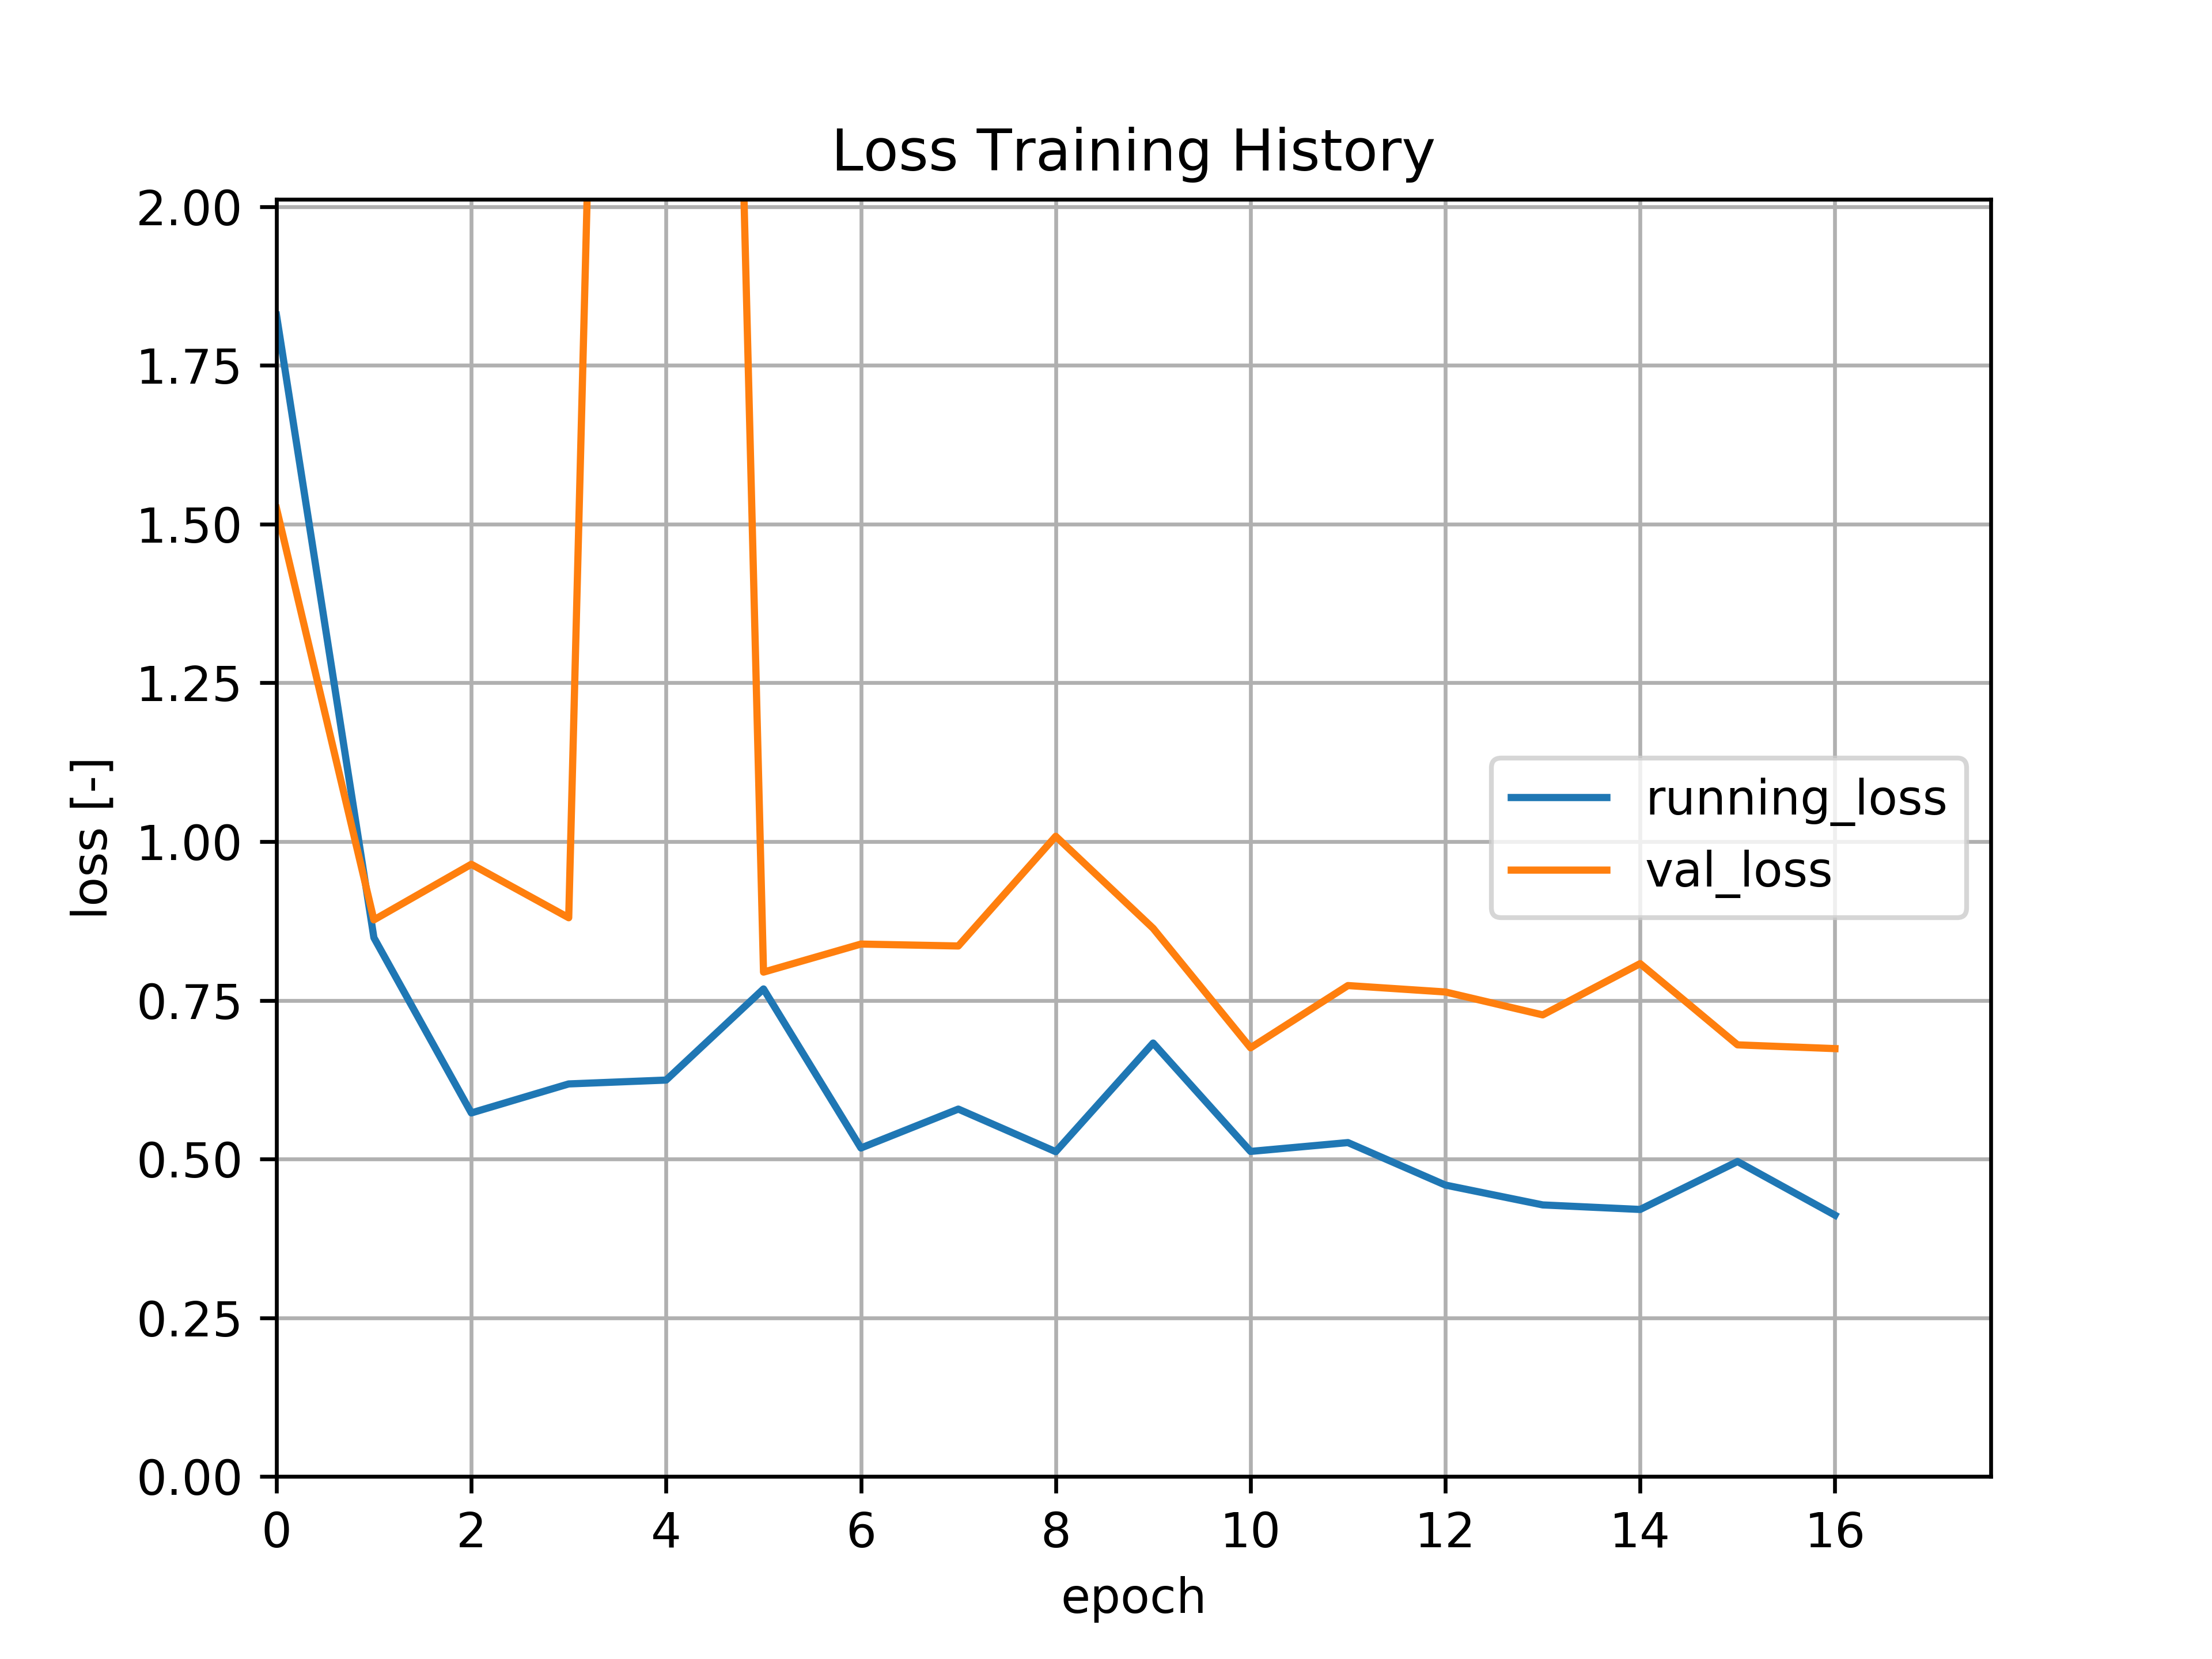 Loss Training History
2.00
1.75
1.50
1.25
1.00
0.75
0.50
0.25
0.00
loss [-]
running_loss
val_loss
0 2 4 6 8 10 12 14 16
epoch